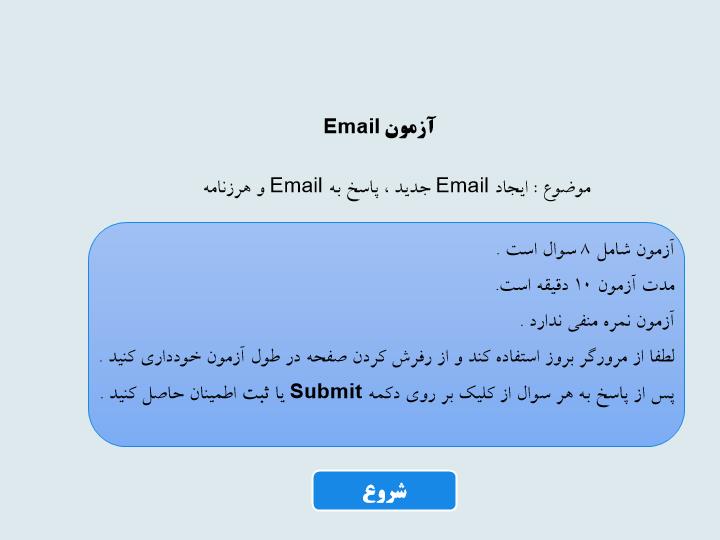 آزمون Email
موضوع : ایجاد Email جدید ، پاسخ به Email و هرزنامه
آزمون شامل ۸ سوال است .
مدت آزمون ۱۰ دقیقه است.
آزمون نمره منفی ندارد .
لطفا از مرورگر بروز استفاده کند و از رفرش کردن صفحه در طول آزمون خودداری کنید .
پس از پاسخ به هر سوال از کلیک بر روی دکمه Submit یا ثبت اطمینان حاصل کنید .
شروع